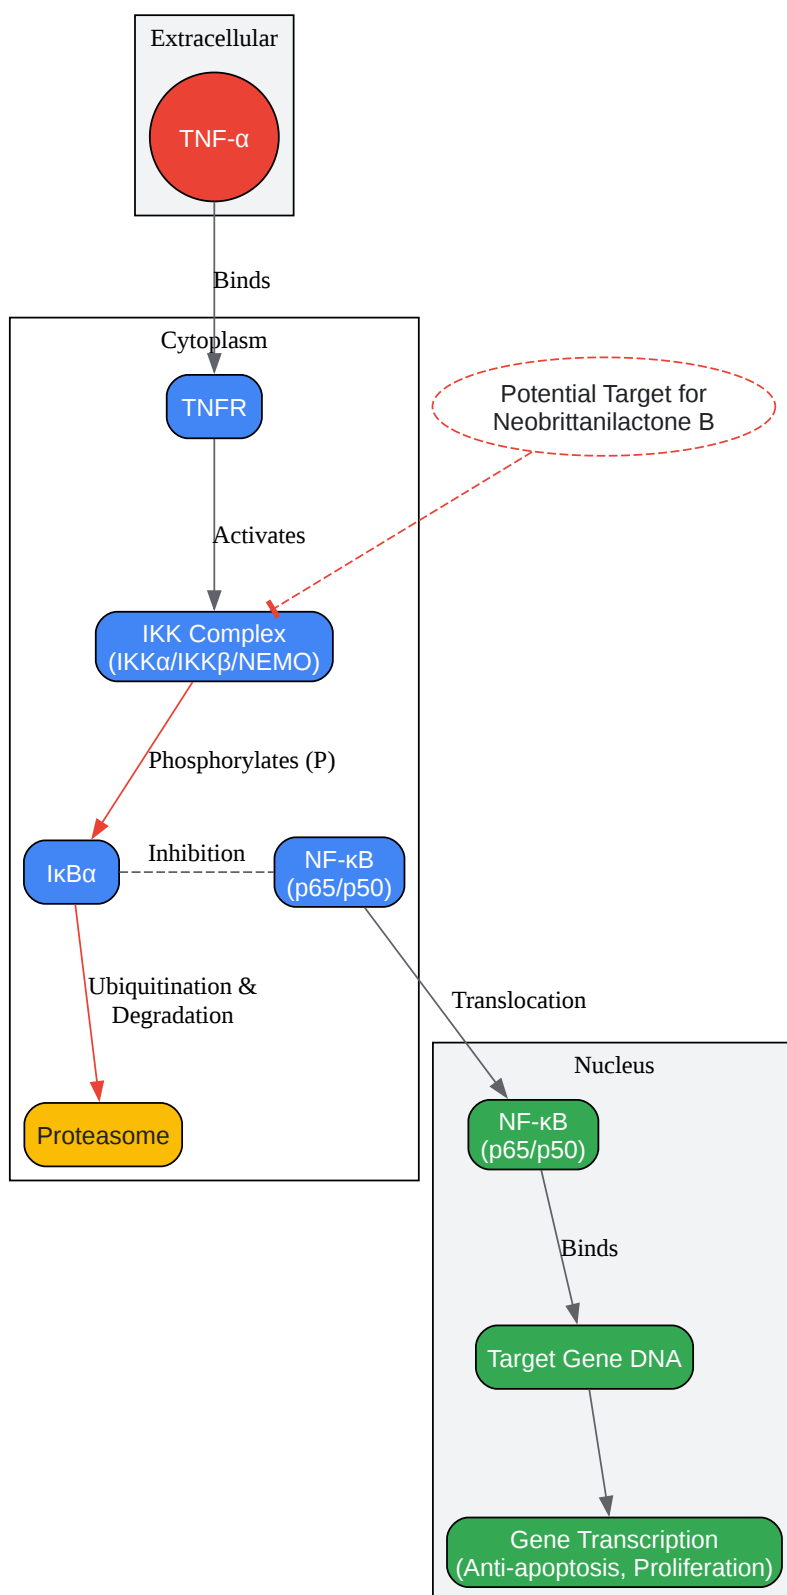 Extracellular
TNF-α
Binds
Cytoplasm
TNFR
Potential Target for
Neobrittanilactone B
Activates
IKK Complex
(IKKα/IKKβ/NEMO)
Phosphorylates (P)
IκBα
Inhibition
NF-κB
(p65/p50)
Ubiquitination &
Degradation
Translocation
Proteasome
Nucleus
NF-κB
(p65/p50)
Binds
Target Gene DNA
Gene Transcription
(Anti-apoptosis, Proliferation)